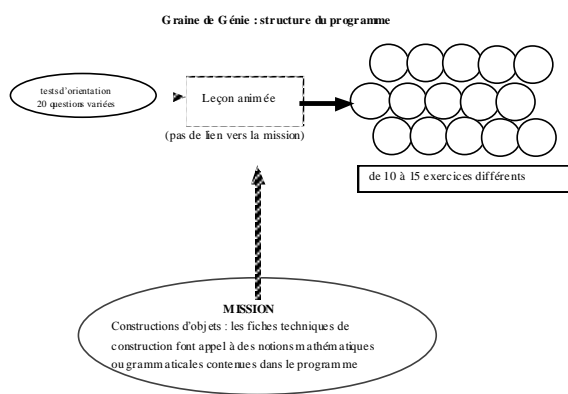 Graine de Génie : structure du programme
tests d'orientation
20 questions variées
Leçon animée
(pas de lien vers la mission)
de 10 à 15 exercices différents
MISSION
Constructions d'objets : les fiches techniques de
construction font appel à des notions mathématiques
ou grammaticales contenues dans le programme